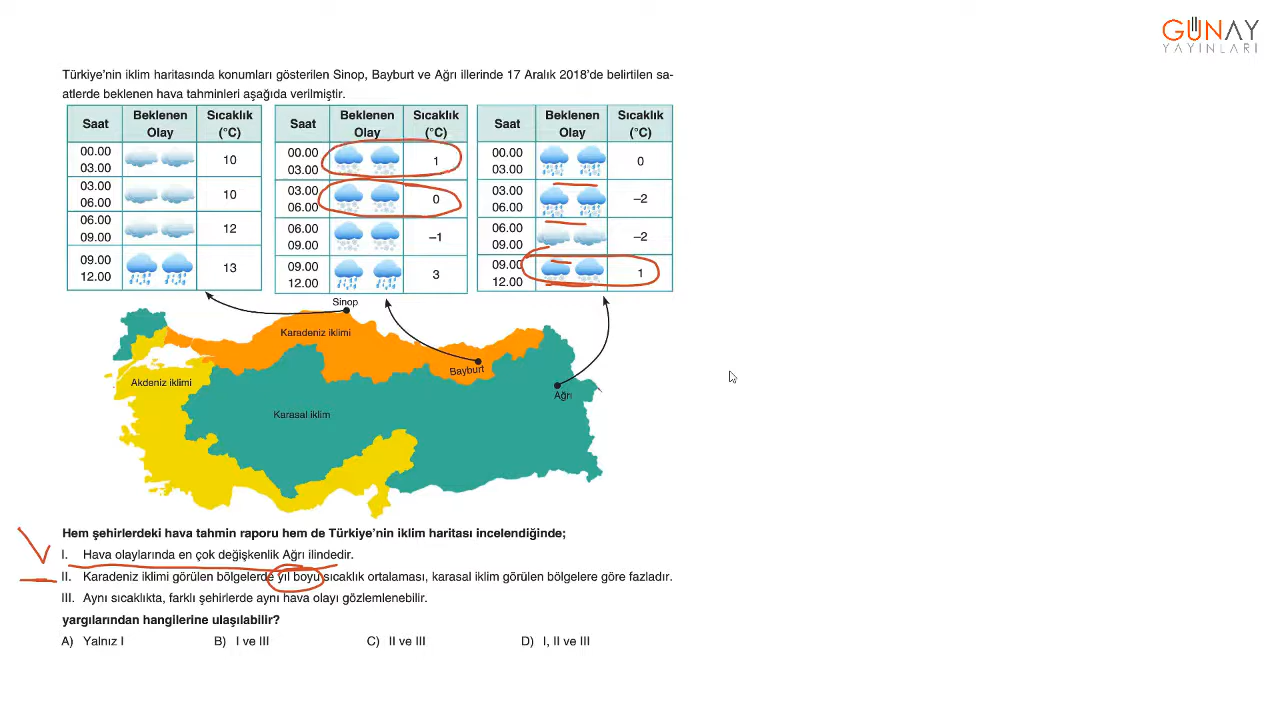 GÜNAY
YAYINLARI
Türkiye'nin iklim haritasında konumları gösterilen Sinop, Bayburt ve Ağrı illerinde 17 Aralık 2018'de belirtilen sa-
atlerde beklenen hava tahminleri aşağıda verilmiştir.
Saat Beklenen Olay Sıcaklık (°C)
00.00 03.00 10
03.00 06.00 10
06.00 09.00 12
09.00 12.00 13
Saat Beklenen Olay Sıcaklık (°C)
00.00 03.00 1
03.00 06.00 0
06.00 09.00 –1
09.00 12.00 3
Saat Beklenen Olay Sıcaklık (°C)
00.00 03.00 0
03.00 06.00 –2
06.00 09.00 –2
09.00 12.00 1
Sinop
Karadeniz iklimi
Bayburt
Akdeniz iklimi
Ağrı
Karasal iklim
Hem şehirlerdeki hava tahmin raporu hem de Türkiye'nin iklim haritası incelendiğinde;
I. Hava olaylarında en çok değişkenlik Ağrı ilindedir.
II. Karadeniz iklimi görülen bölgelerde yıl boyu sıcaklık ortalaması, karasal iklim görülen bölgelere göre fazladır.
III. Aynı sıcaklıkta, farklı şehirlerde aynı hava olayı gözlemlenebilir.
yargılarından hangilerine ulaşılabilir?
A) Yalnız I B) I ve III C) II ve III D) I, II ve III